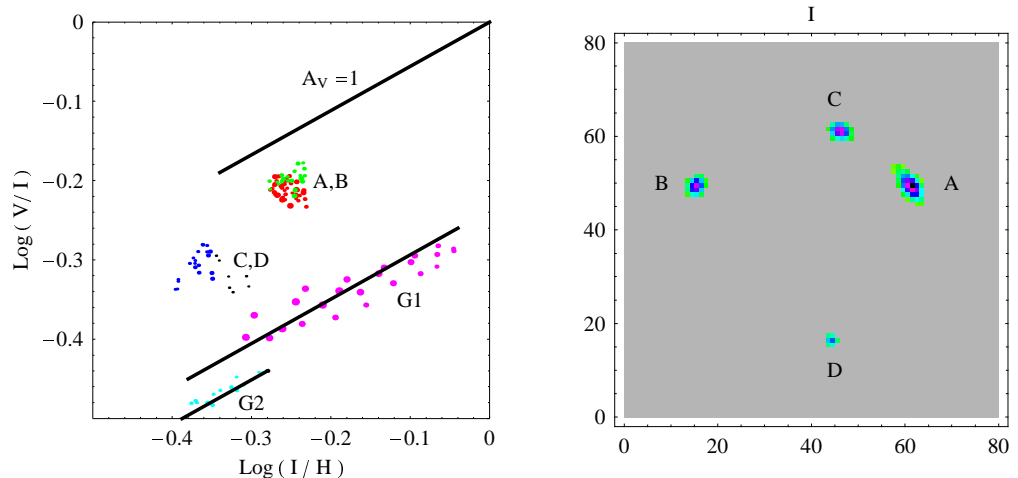 I
0
−0.1
−0.2
−0.3
−0.4
Log ( V / I )
A_V =1
A,B
C,D
G1
G2
−0.4 −0.3 −0.2 −0.1 0
Log ( I / H )
80
60
40
20
0
C
B
A
D
0 20 40 60 80